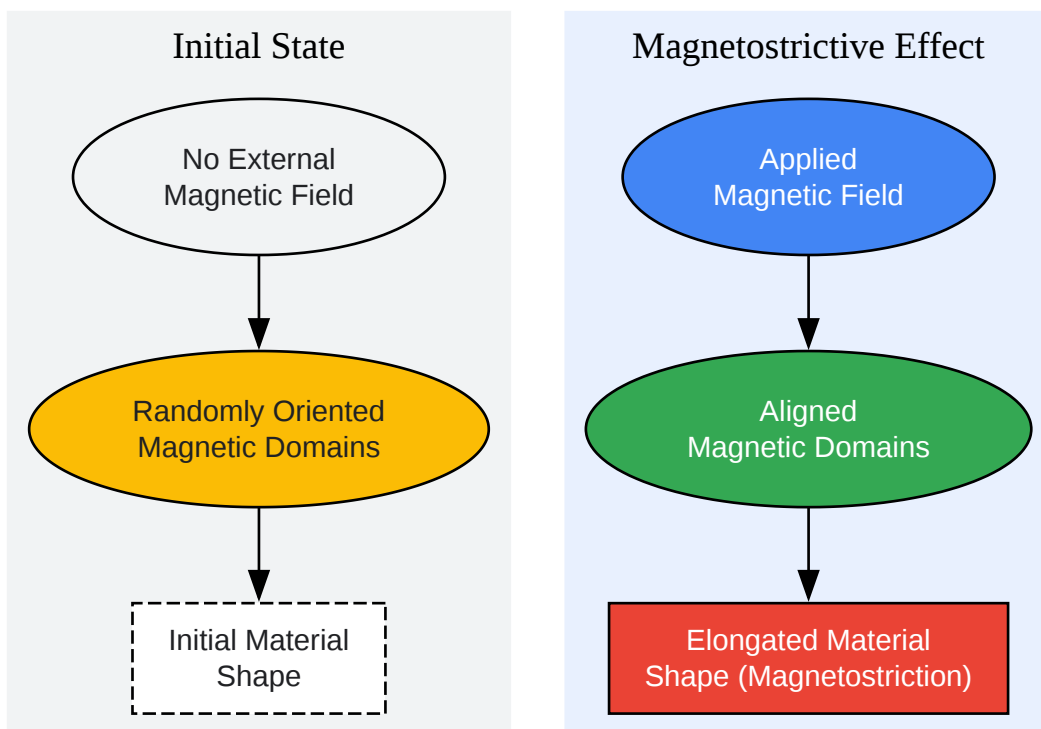 Initial State
No External
Magnetic Field
Randomly Oriented
Magnetic Domains
Initial Material
Shape
Magnetostrictive Effect
Applied
Magnetic Field
Aligned
Magnetic Domains
Elongated Material
Shape (Magnetostriction)